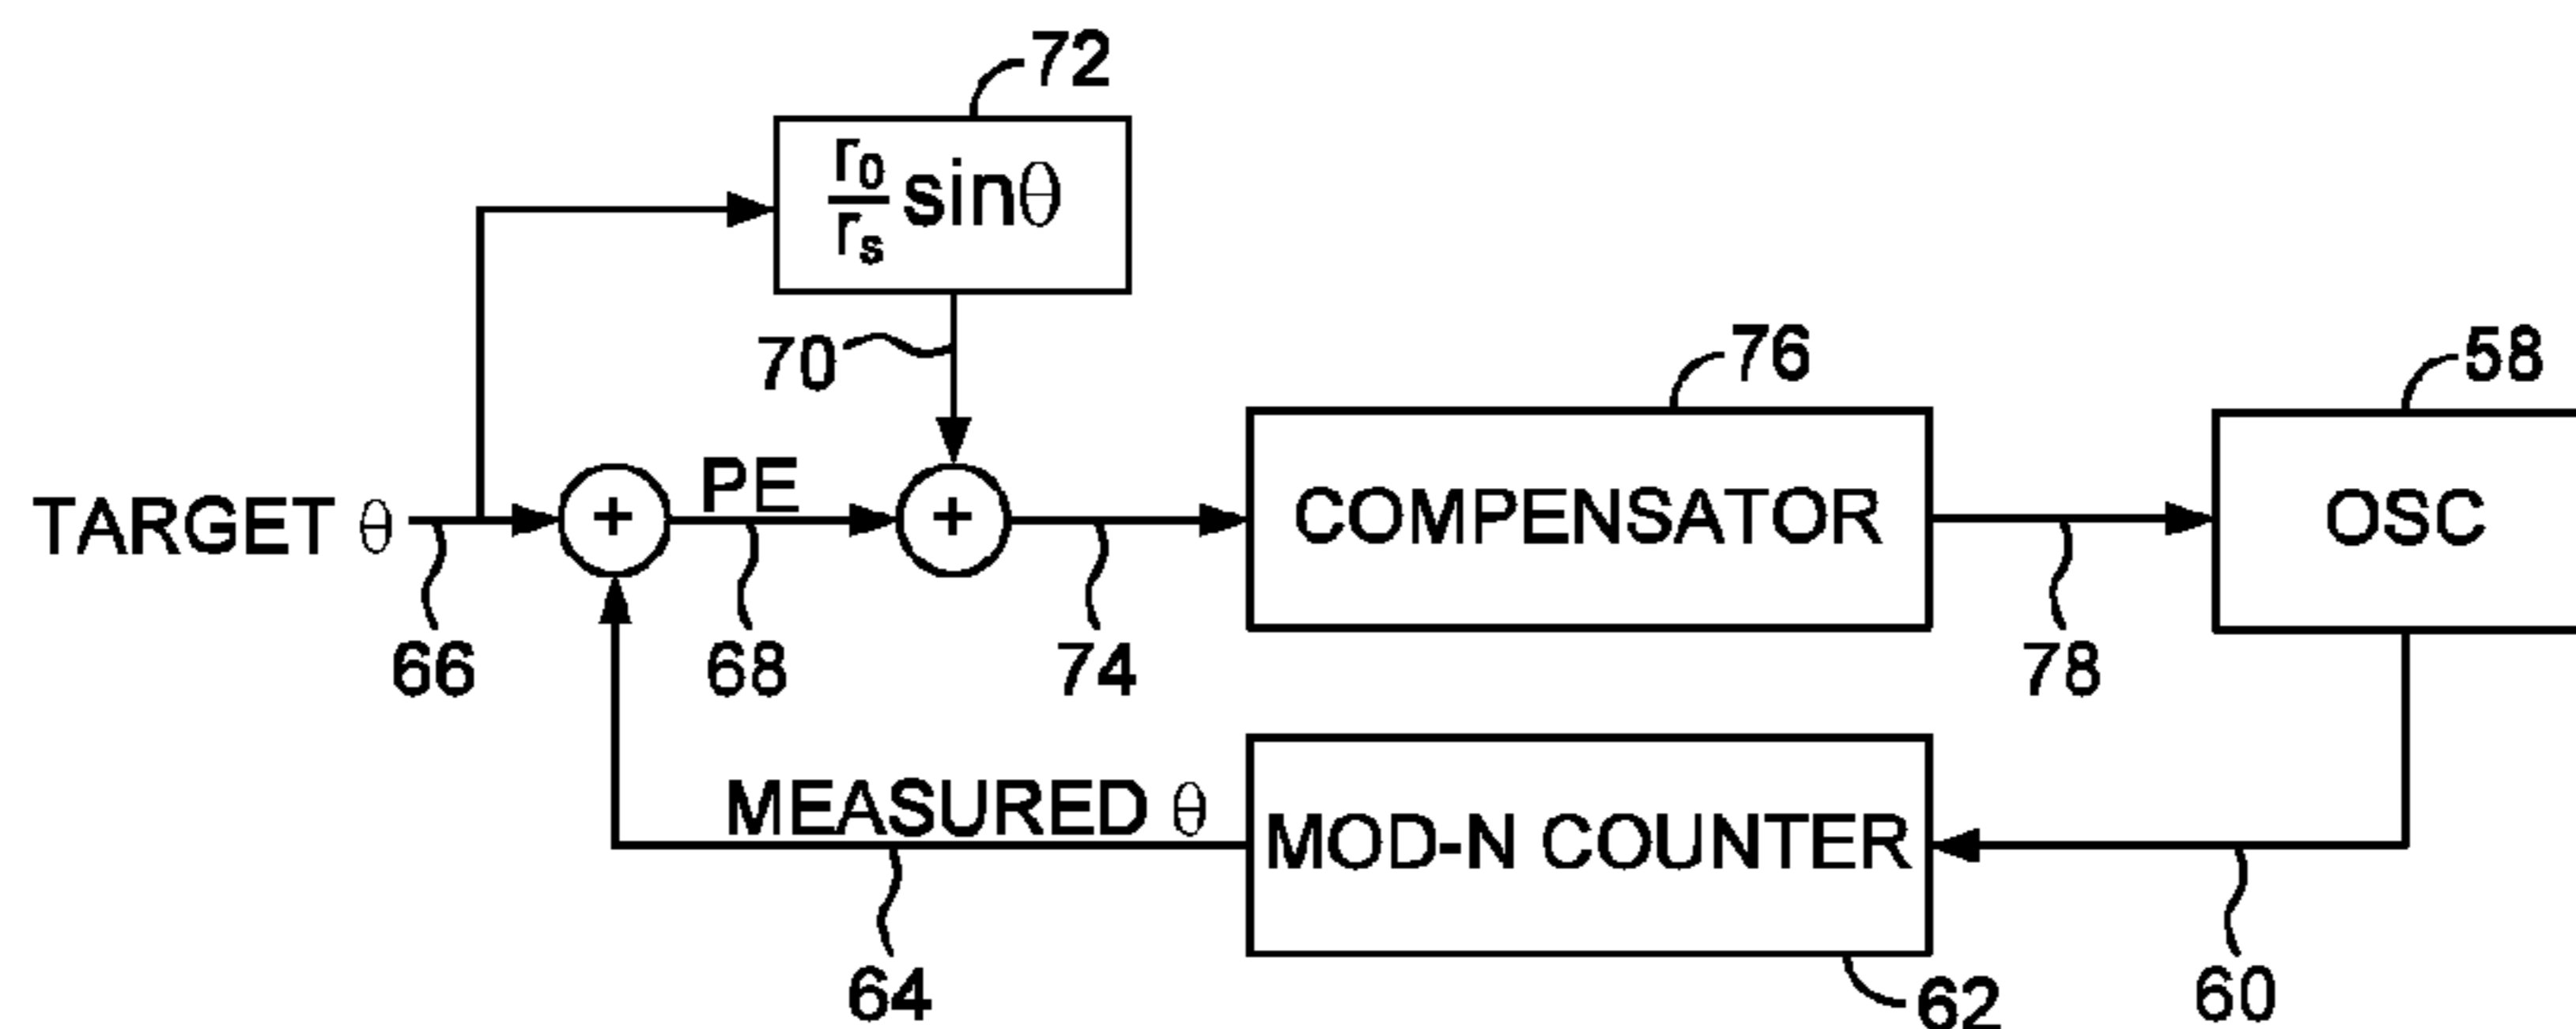 72
r₀
rₛ
sinθ
70
76
58
TARGET θ
+
PE
+
COMPENSATOR
OSC
66
68
74
78
MEASURED θ
MOD-N COUNTER
64
62
60